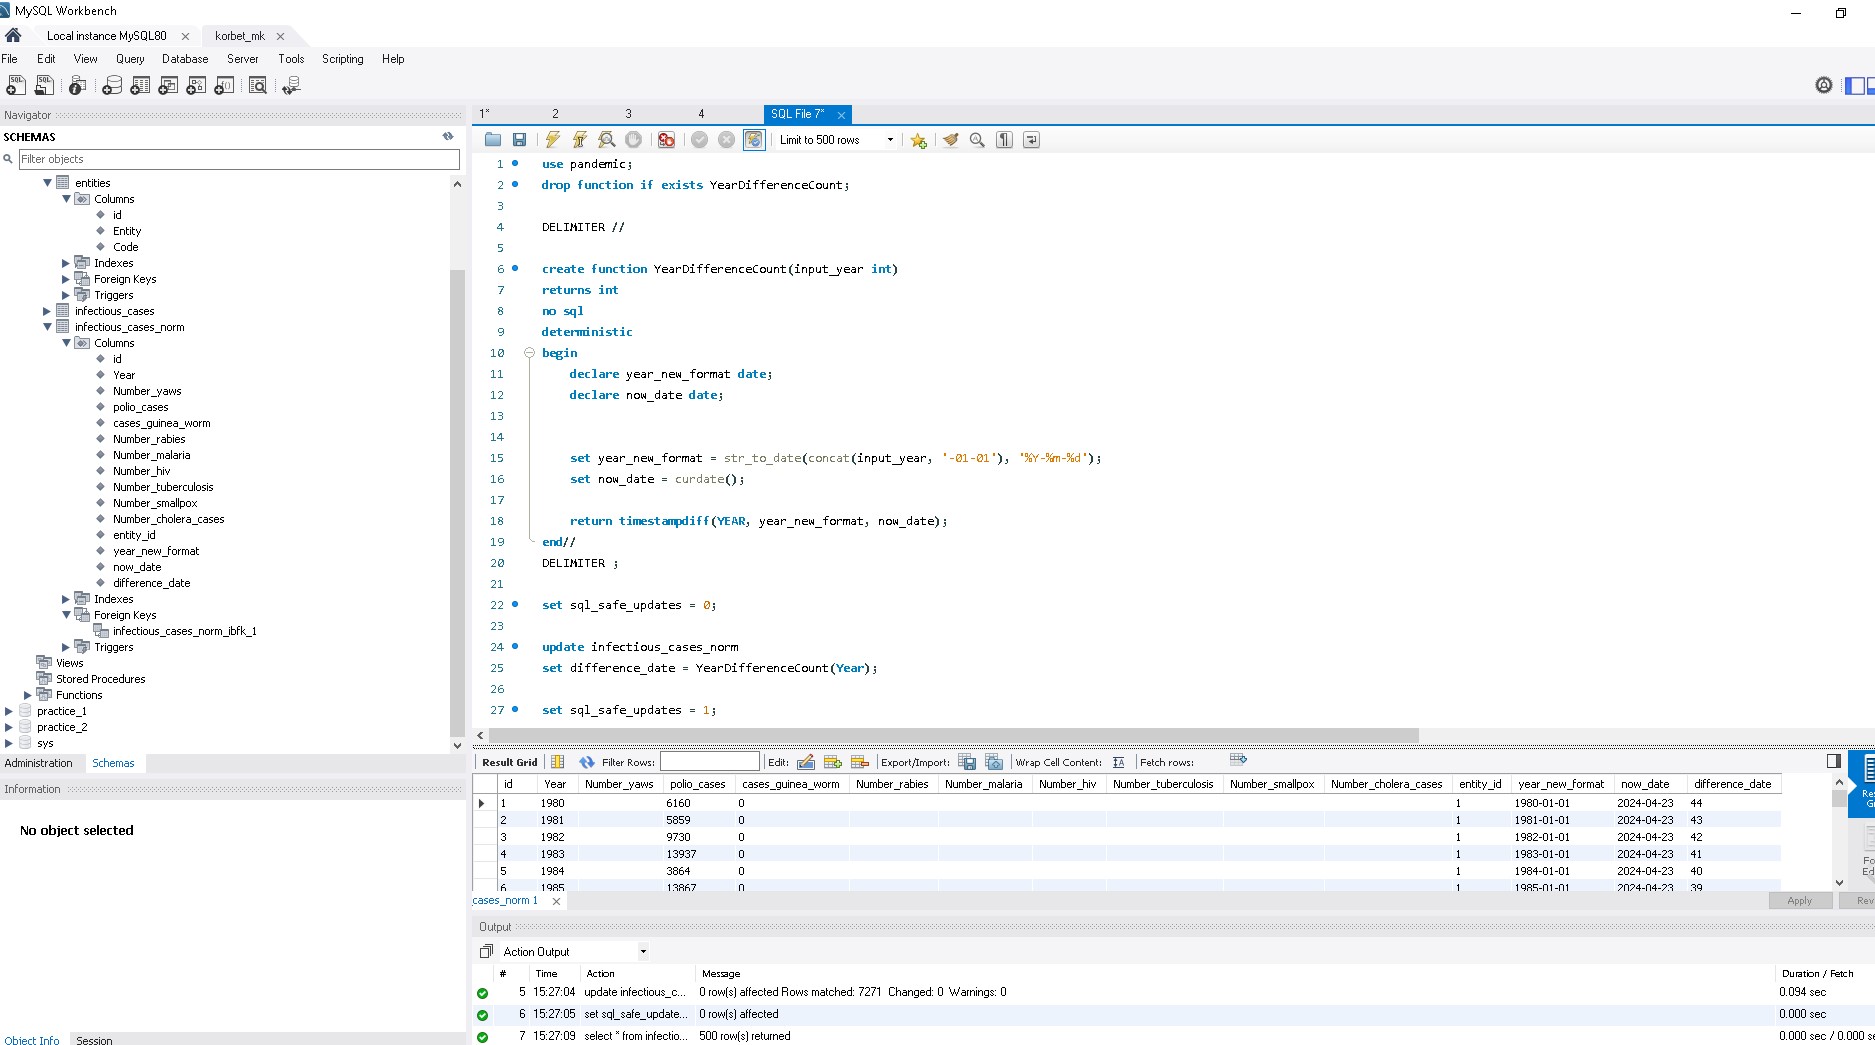 MySQL Workbench
Local instance MySQL80
korbet_mk
File Edit View Query Database Server Tools Scripting Help
Navigator
SCHEMAS
Filter objects
entities
Columns
id
Entity
Code
Indexes
Foreign Keys
Triggers
infectious_cases
infectious_cases_norm
Columns
id
Year
Number_yaws
polio_cases
cases_guinea_worm
Number_rabies
Number_malaria
Number_hiv
Number_tuberculosis
Number_smallpox
Number_cholera_cases
entity_id
year_new_format
now_date
difference_date
Indexes
Foreign Keys
infectious_cases_norm_ibfk_1
Triggers
Views
Stored Procedures
Functions
practice_1
practice_2
sys
Administration Schemas
Information
No object selected
Object Info Session
1* 2 3 4 SQL File 7*
Limit to 500 rows
1 use pandemic;
2 drop function if exists YearDifferenceCount;
3
4 DELIMITER //
5
6 create function YearDifferenceCount(input_year int)
7 returns int
8 no sql
9 deterministic
10 begin
11 declare year_new_format date;
12 declare now_date date;
13
14
15 set year_new_format = str_to_date(concat(input_year, '-01-01'), '%Y-%m-%d');
16 set now_date = curdate();
17
18 return timestampdiff(YEAR, year_new_format, now_date);
19 end//
20 DELIMITER ;
21
22 set sql_safe_updates = 0;
23
24 update infectious_cases_norm
25 set difference_date = YearDifferenceCount(Year);
26
27 set sql_safe_updates = 1;
Result Grid Filter Rows: Edit: Export/Import: Wrap Cell Content: Fetch rows:
id Year Number_yaws polio_cases cases_guinea_worm Number_rabies Number_malaria Number_hiv Number_tuberculosis Number_smallpox Number_cholera_cases entity_id year_new_format now_date difference_date
1 1980 6160 0 1 1980-01-01 2024-04-23 44
2 1981 5859 0 1 1981-01-01 2024-04-23 43
3 1982 9730 0 1 1982-01-01 2024-04-23 42
4 1983 13937 0 1 1983-01-01 2024-04-23 41
5 1984 3864 0 1 1984-01-01 2024-04-23 40
6 1985 13867 0 1 1985-01-01 2024-04-23 39
_cases_norm 1
Apply Rev
Output
Action Output
# Time Action Message Duration / Fetch
5 15:27:04 update infectious_c... 0 row(s) affected Rows matched: 7271 Changed: 0 Warnings: 0 0.094 sec
6 15:27:05 set sql_safe_update... 0 row(s) affected 0.000 sec
7 15:27:09 select * from infectio... 500 row(s) returned 0.000 sec / 0.000 se